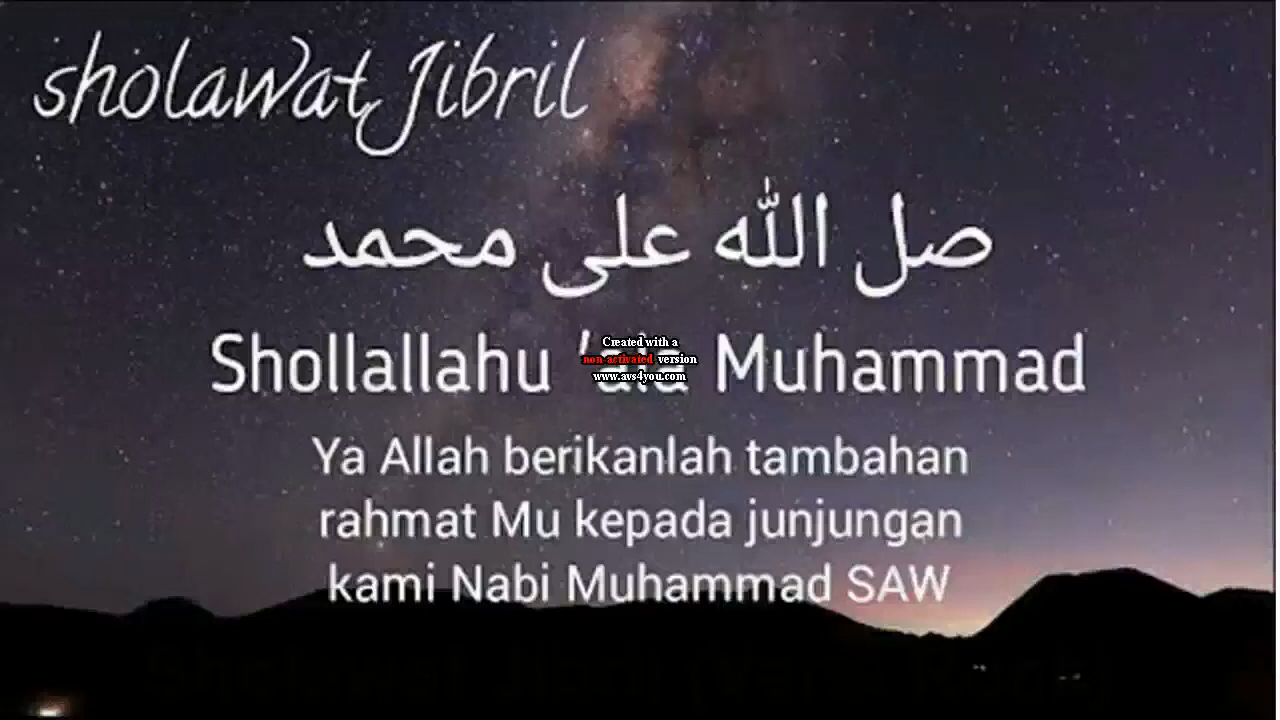 sholawat Jibril
صل الله على محمد
Shollallahu 'ala Muhammad
Created with a
non-activated version
www.avs4you.com
Ya Allah berikanlah tambahan
rahmat Mu kepada junjungan
kami Nabi Muhammad SAW